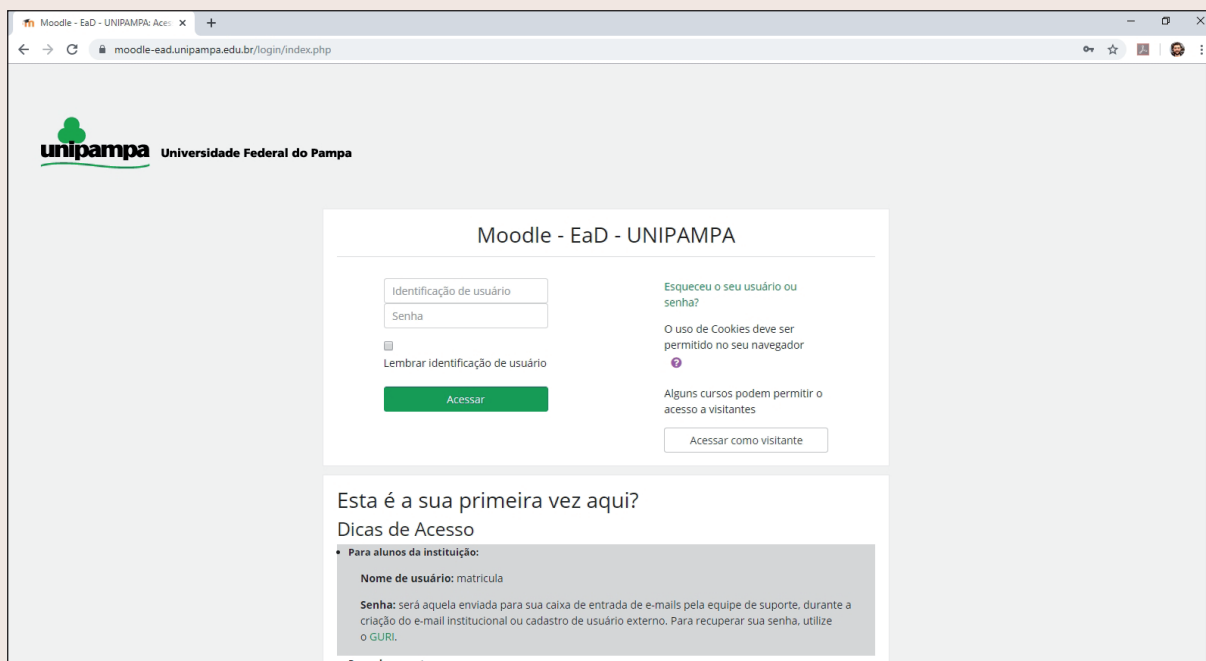 Moodle - EaD - UNIPAMPA: Aces
moodle-ead.unipampa.edu.br/login/index.php
unipampa Universidade Federal do Pampa
Moodle - EaD - UNIPAMPA
Identificação de usuário
Senha
Lembrar identificação de usuário
Acessar
Esqueceu o seu usuário ou
senha?
O uso de Cookies deve ser
permitido no seu navegador
Alguns cursos podem permitir o
acesso a visitantes
Acessar como visitante
Esta é a sua primeira vez aqui?
Dicas de Acesso
• Para alunos da instituição:
Nome de usuário: matricula
Senha: será aquela enviada para sua caixa de entrada de e-mails pela equipe de suporte, durante a
criação do e-mail institucional ou cadastro de usuário externo. Para recuperar sua senha, utilize
o GURI.